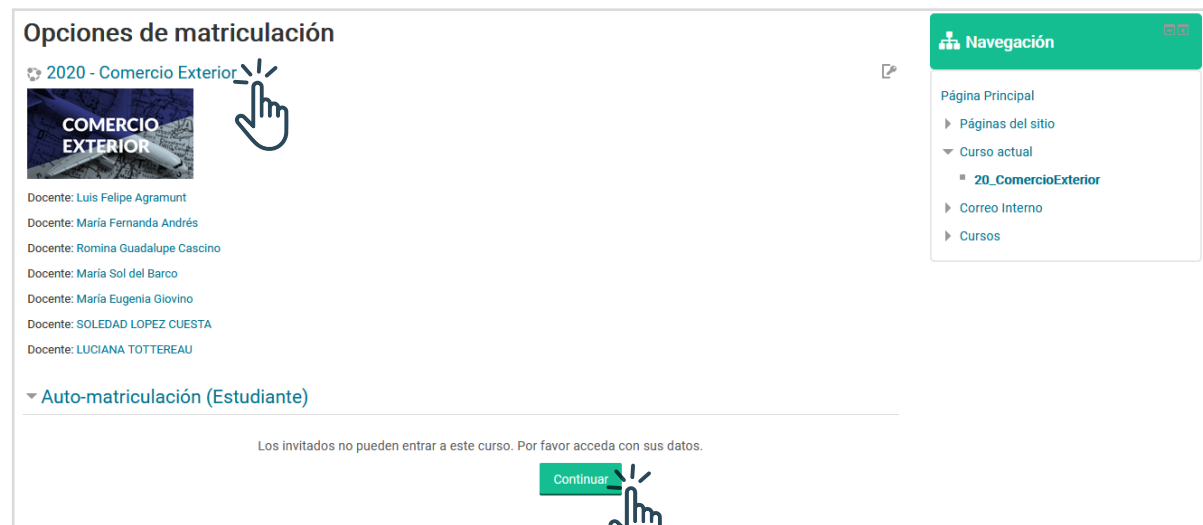 Opciones de matriculación
2020 - Comercio Exterior
COMERCIO
EXTERIOR
Docente: Luis Felipe Agramunt
Docente: María Fernanda Andrés
Docente: Romina Guadalupe Cascino
Docente: María Sol del Barco
Docente: María Eugenia Giovino
Docente: SOLEDAD LOPEZ CUESTA
Docente: LUCIANA TOTTEREAU
Auto-matriculación (Estudiante)
Los invitados no pueden entrar a este curso. Por favor acceda con sus datos.
Continuar
Navegación
Página Principal
Páginas del sitio
Curso actual
20_ComercioExterior
Correo Interno
Cursos